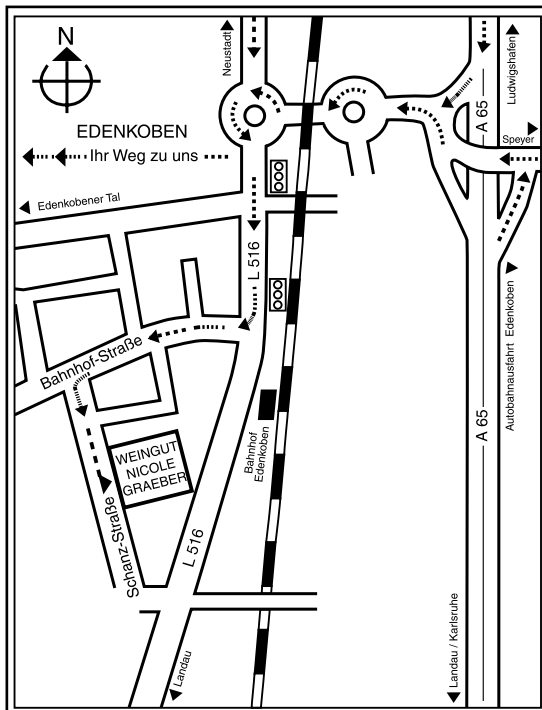 N
Neustadt
Ludwigshafen
A 65
EDENKOBEN
Ihr Weg zu uns
Speyer
Edenkobener Tal
L 516
Autobahnausfahrt Edenkoben
Bahnhof-Straße
A 65
Bahnhof
Edenkoben
WEINGUT
NICOLE
GRAEBER
Schanz-Straße
L 516
Landau
Landau / Karlsruhe